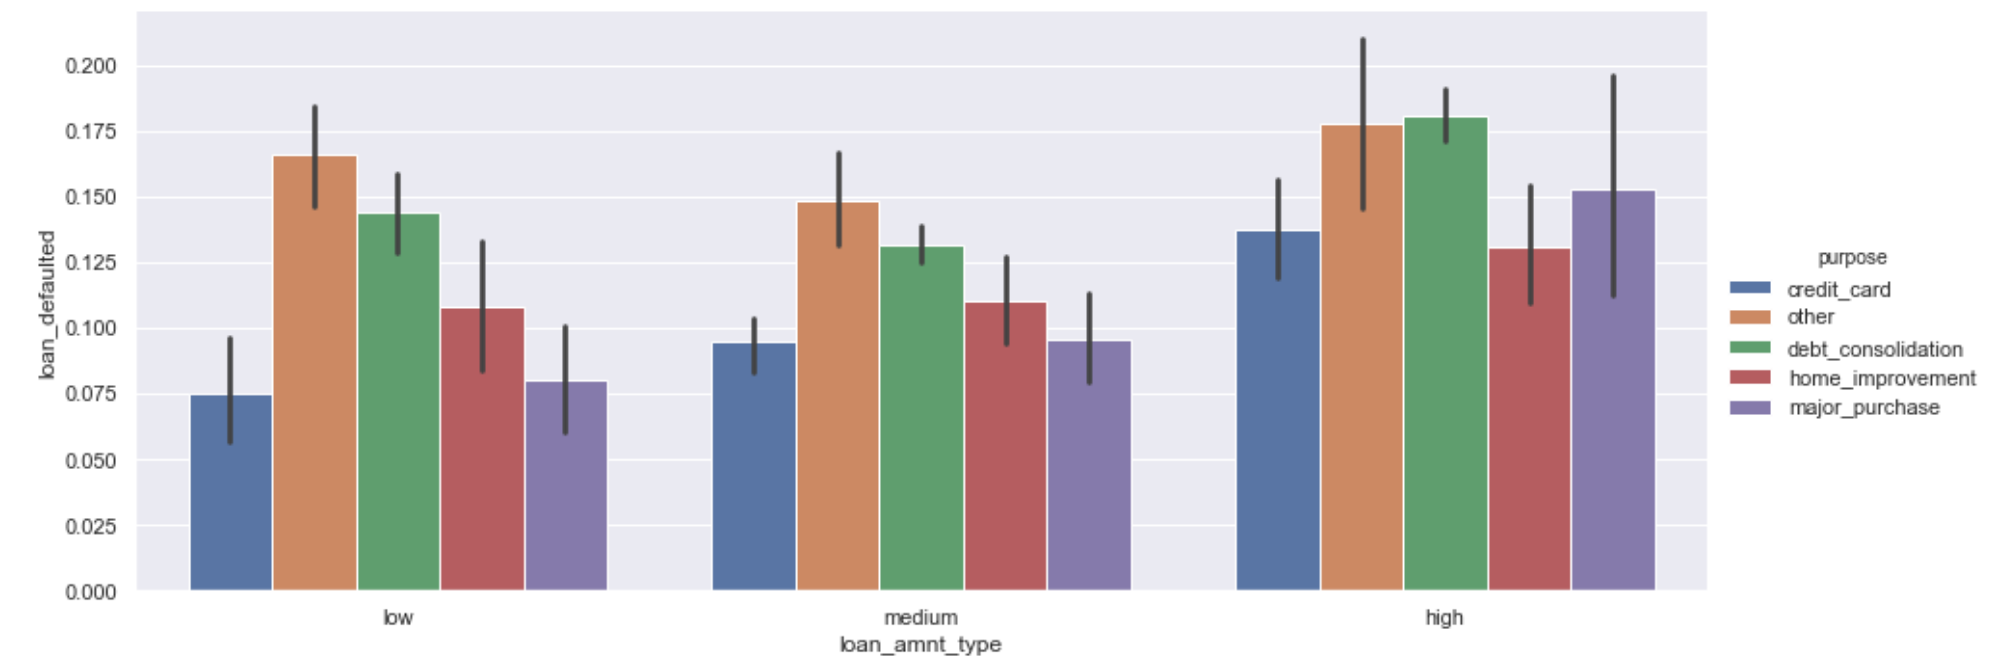 0.200
0.175
0.150
0.125
0.100
0.075
0.050
0.025
0.000
loan_defaulted
low
medium
high
loan_amnt_type
purpose
credit_card
other
debt_consolidation
home_improvement
major_purchase